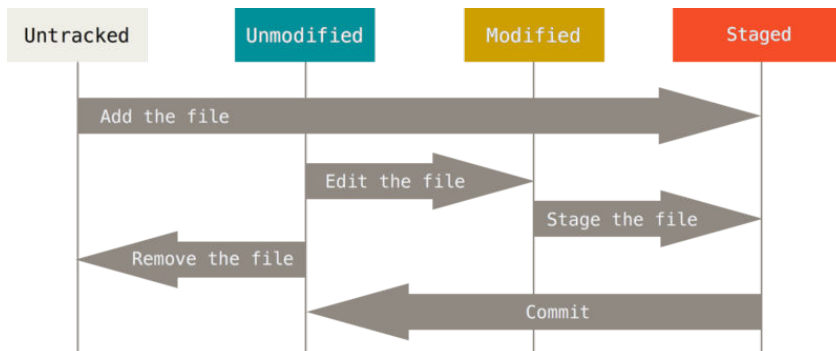 Untracked
Unmodified
Modified
Staged
Add the file
Edit the file
Stage the file
Remove the file
Commit